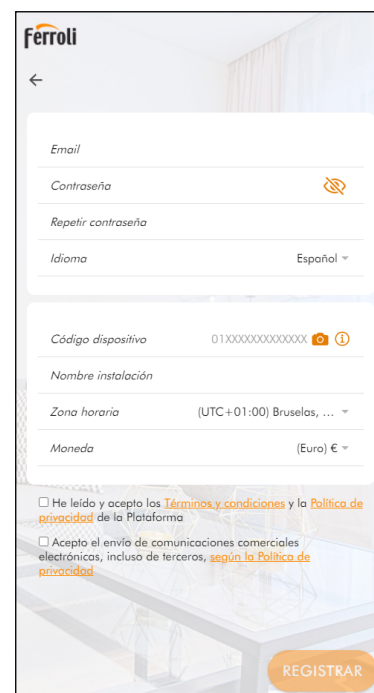 Ferroli
Email
Contraseña
Repetir contraseña
Idioma Español
Código dispositivo 01XXXXXXXXXXXXX
Nombre instalación
Zona horaria (UTC+01:00) Bruselas, ...
Moneda (Euro) €
He leído y acepto los Términos y condiciones y la Política de
privacidad de la Plataforma
Acepto el envío de comunicaciones comerciales
electrónicas, incluso de terceros, según la Política de
privacidad
REGISTRAR